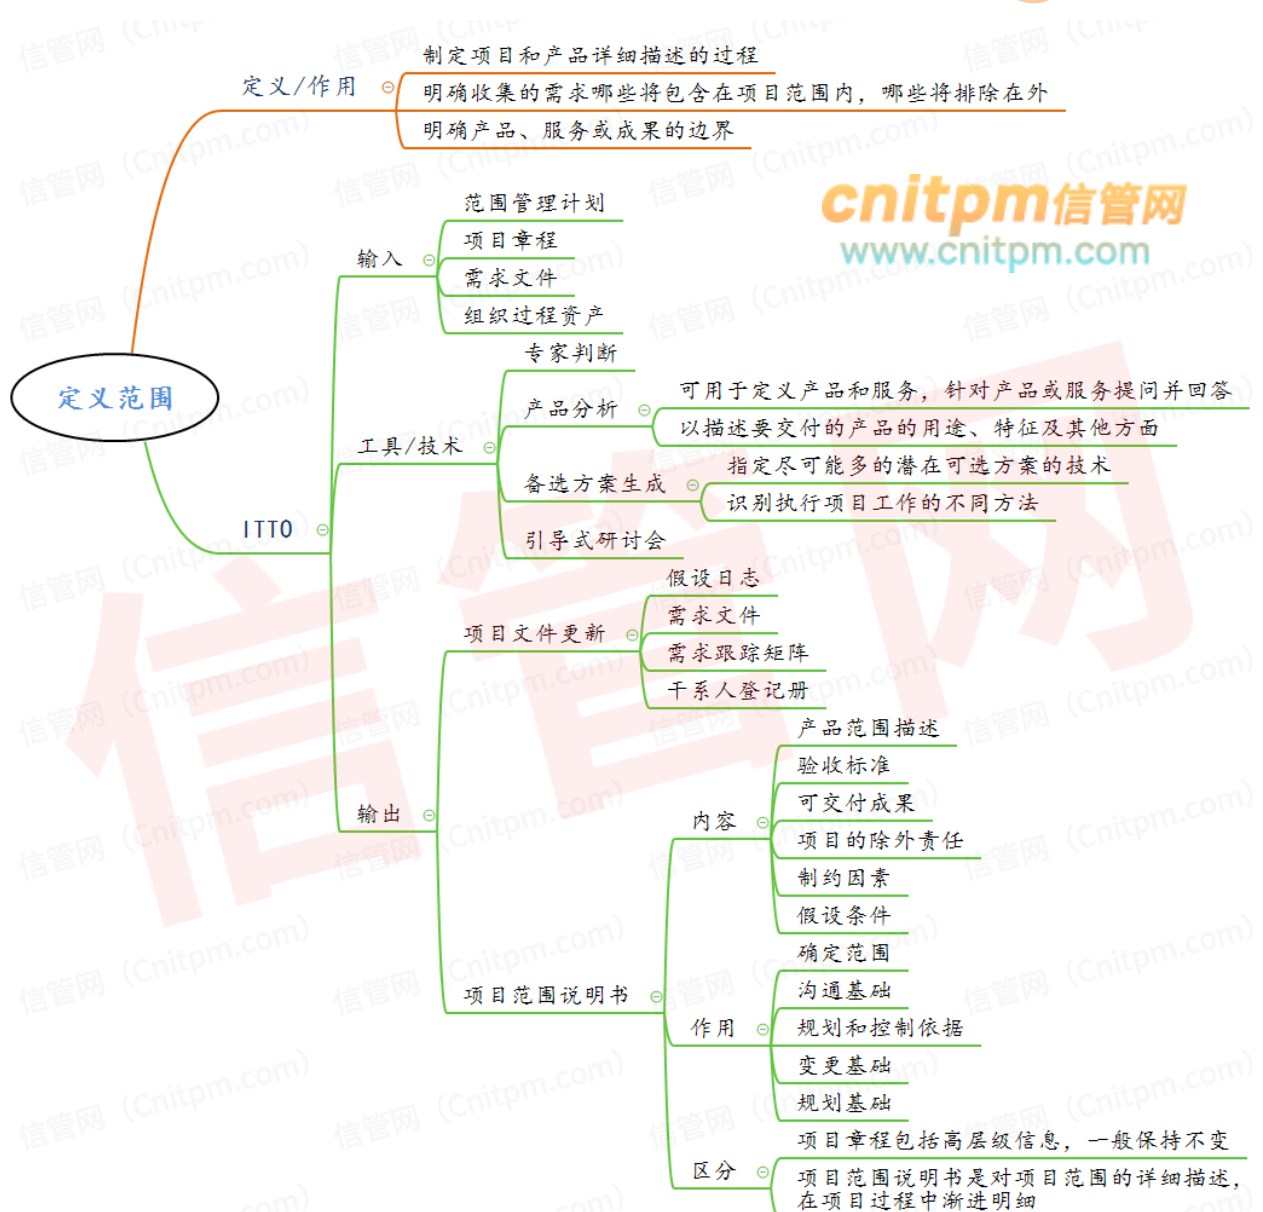 定义/作用
制定项目和产品详细描述的过程
明确收集的需求哪些将包含在项目范围内，哪些将排除在外
明确产品、服务或成果的边界
cnitpm信管网
www.cnitpm.com
定义范围
ITTO
输入
范围管理计划
项目章程
需求文件
组织过程资产
工具/技术
专家判断
产品分析
可用于定义产品和服务，针对产品或服务提问并回答
以描述要交付的产品的用途、特征及其他方面
备选方案生成
指定尽可能多的潜在可选方案的技术
识别执行项目工作的不同方法
引导式研讨会
输出
项目文件更新
假设日志
需求文件
需求跟踪矩阵
干系人登记册
项目范围说明书
内容
产品范围描述
验收标准
可交付成果
项目的除外责任
制约因素
假设条件
作用
确定范围
沟通基础
规划和控制依据
变更基础
规划基础
区分
项目章程包括高层级信息，一般保持不变
项目范围说明书是对项目范围的详细描述，
在项目过程中渐进明细
信管网
信管网（Cnitpm.com）